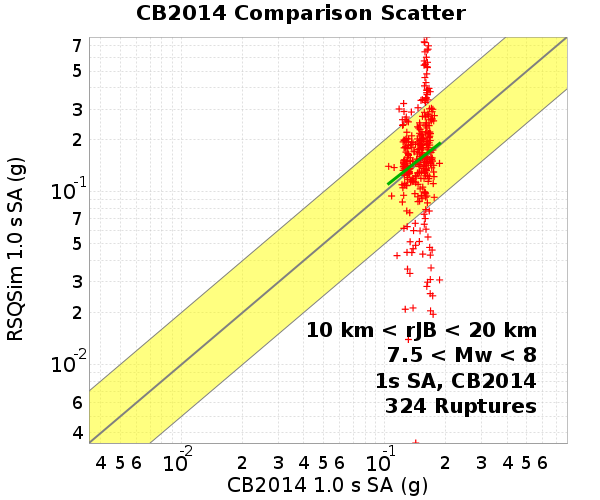 CB2014 Comparison Scatter
7
5
3
2
10-1
7
5
3
2
10-2
6
4
RSQSim 1.0 s SA (g)
10 km < rJB < 20 km
7.5 < Mw < 8
1s SA, CB2014
324 Ruptures
4 5 6 10-2 2 3 4 5 6 10-1 2 3 4 5 6
CB2014 1.0 s SA (g)